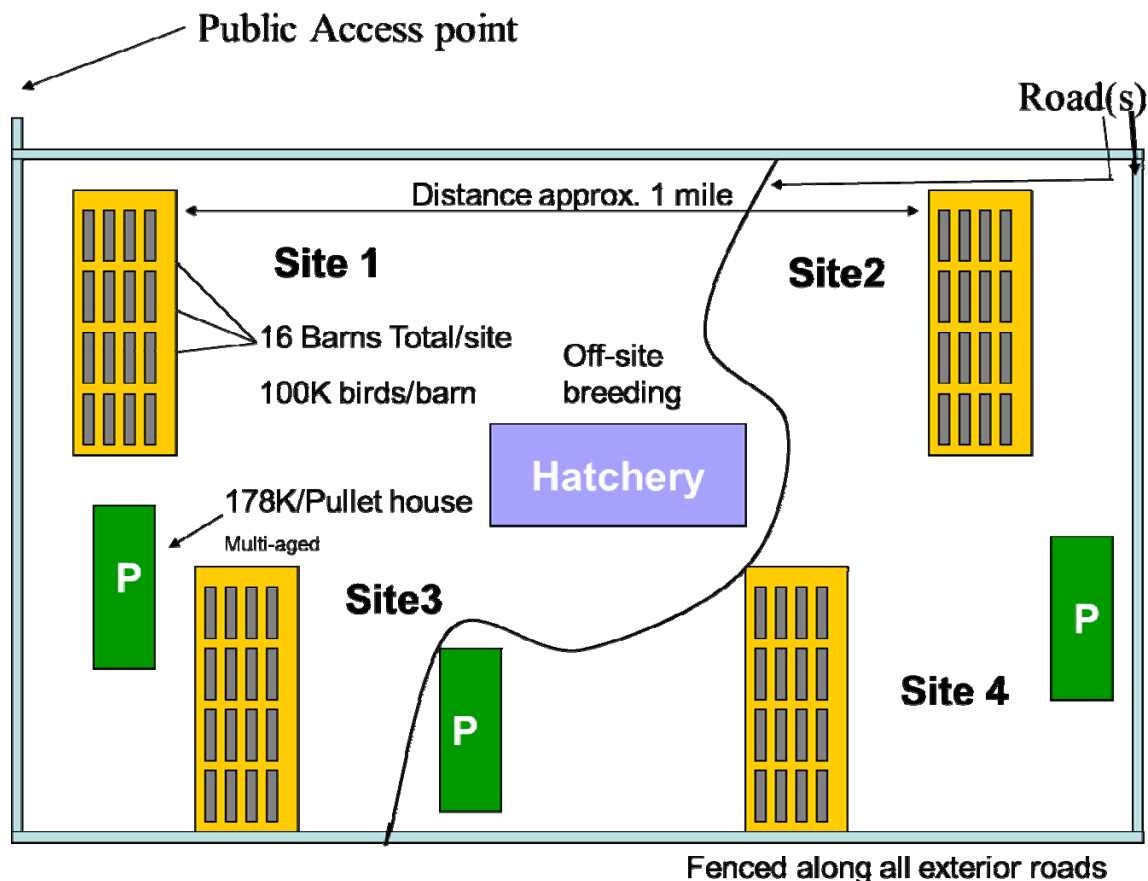 Public Access point
Road(s)
Distance approx. 1 mile
Site 1
Site2
16 Barns Total/site
100K birds/barn
Off-site
breeding
Hatchery
178K/Pullet house
Multi-aged
P
Site3
P
P
Site 4
Fenced along all exterior roads